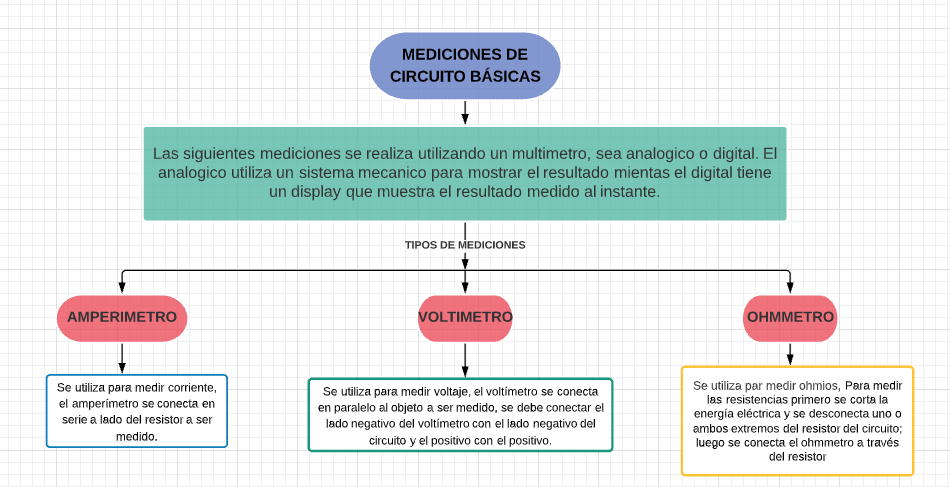 MEDICIONES DE
CIRCUITO BÁSICAS
Las siguientes mediciones se realiza utilizando un multimetro, sea analogico o digital. El
analogico utiliza un sistema mecanico para mostrar el resultado mientas el digital tiene
un display que muestra el resultado medido al instante.
TIPOS DE MEDICIONES
AMPERIMETRO
VOLTIMETRO
OHMMETRO
Se utiliza para medir corriente,
el amperímetro se conecta en
serie a lado del resistor a ser
medido.
Se utiliza para medir voltaje, el voltímetro se conecta
en paralelo al objeto a ser medido, se debe conectar el
lado negativo del voltímetro con el lado negativo del
circuito y el positivo con el positivo.
Se utiliza par medir ohmios, Para medir
las resistencias primero se corta la
energía eléctrica y se desconecta uno o
ambos extremos del resistor del circuito;
luego se conecta el ohmmetro a través
del resistor